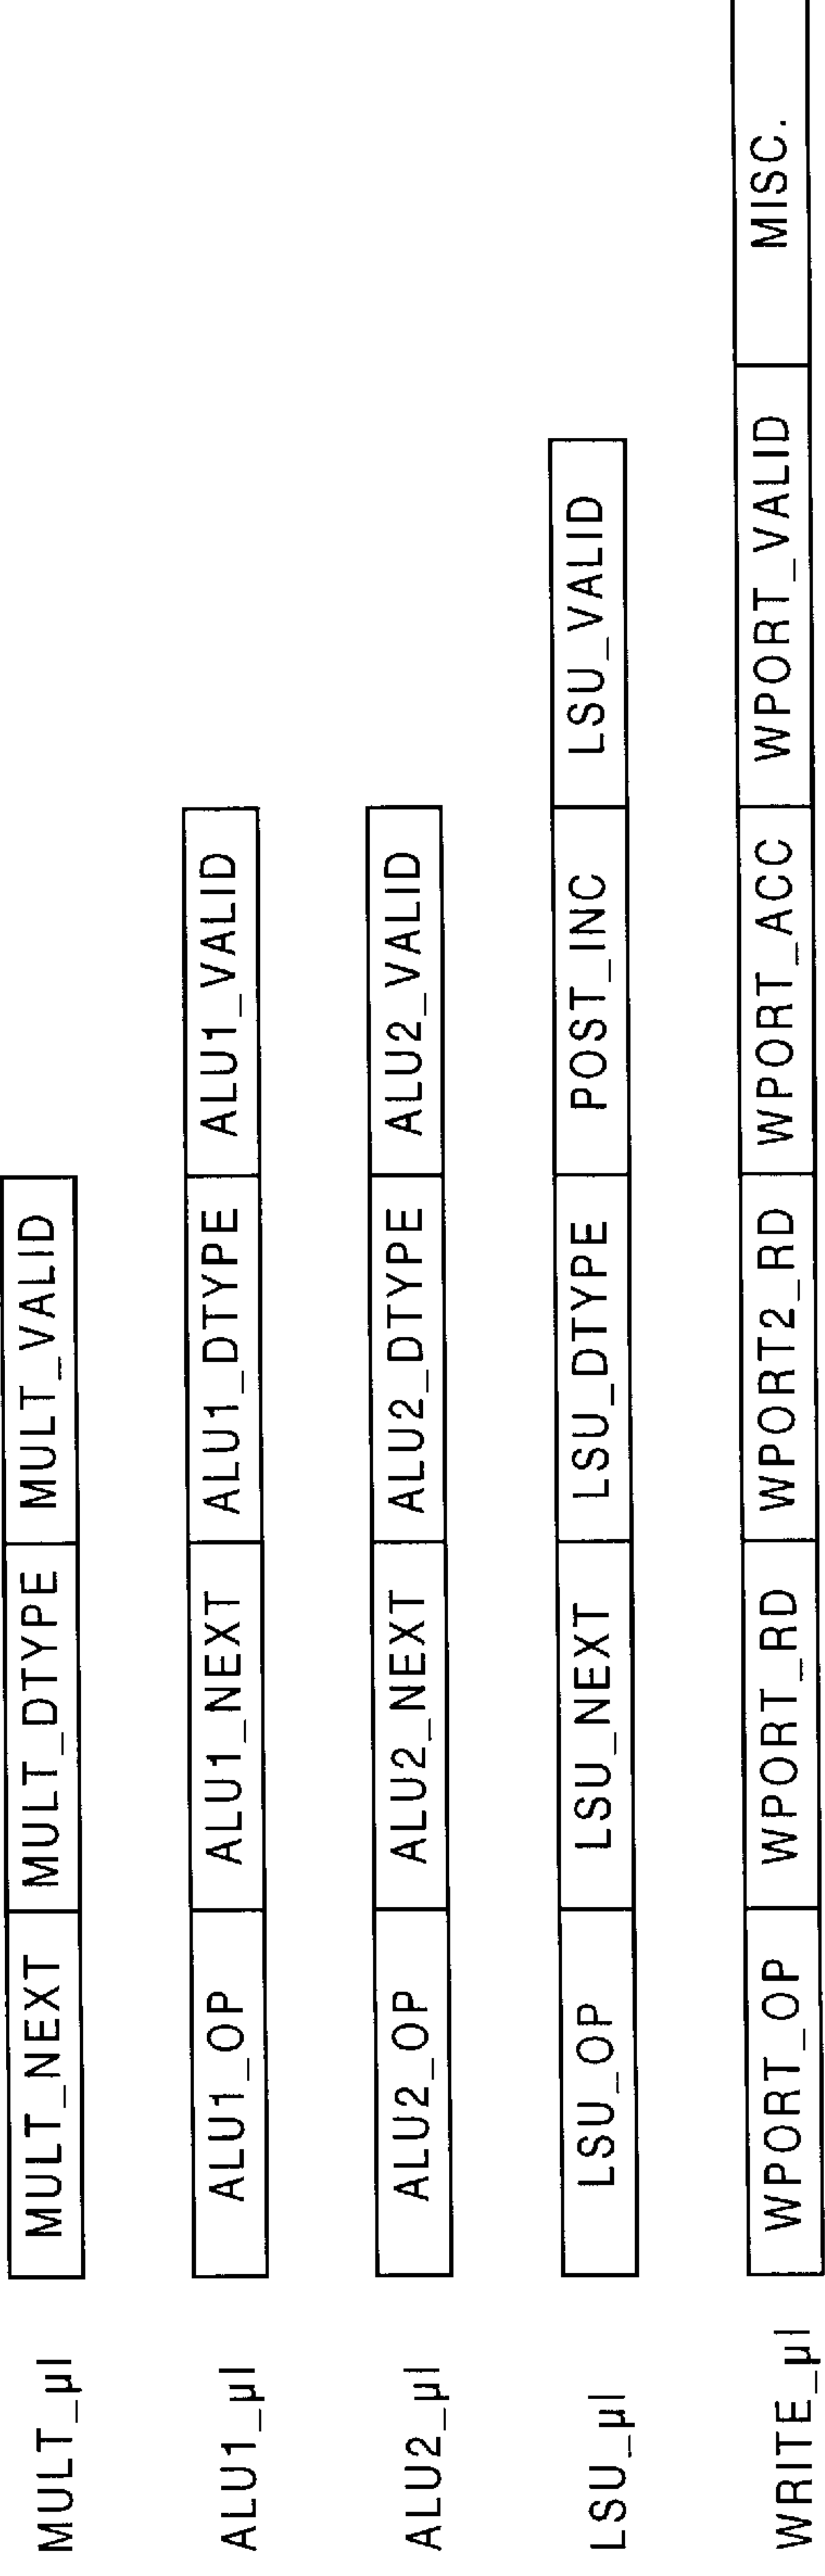 MULT_µI MULT_NEXT MULT_DTYPE MULT_VALID
ALU1_µI ALU1_OP ALU1_NEXT ALU1_DTYPE ALU1_VALID
ALU2_µI ALU2_OP ALU2_NEXT ALU2_DTYPE ALU2_VALID
LSU_µI LSU_OP LSU_NEXT LSU_DTYPE POST_INC LSU_VALID
WRITE_µI WPORT_OP WPORT_RD WPORT2_RD WPORT_ACC WPORT_VALID MISC.